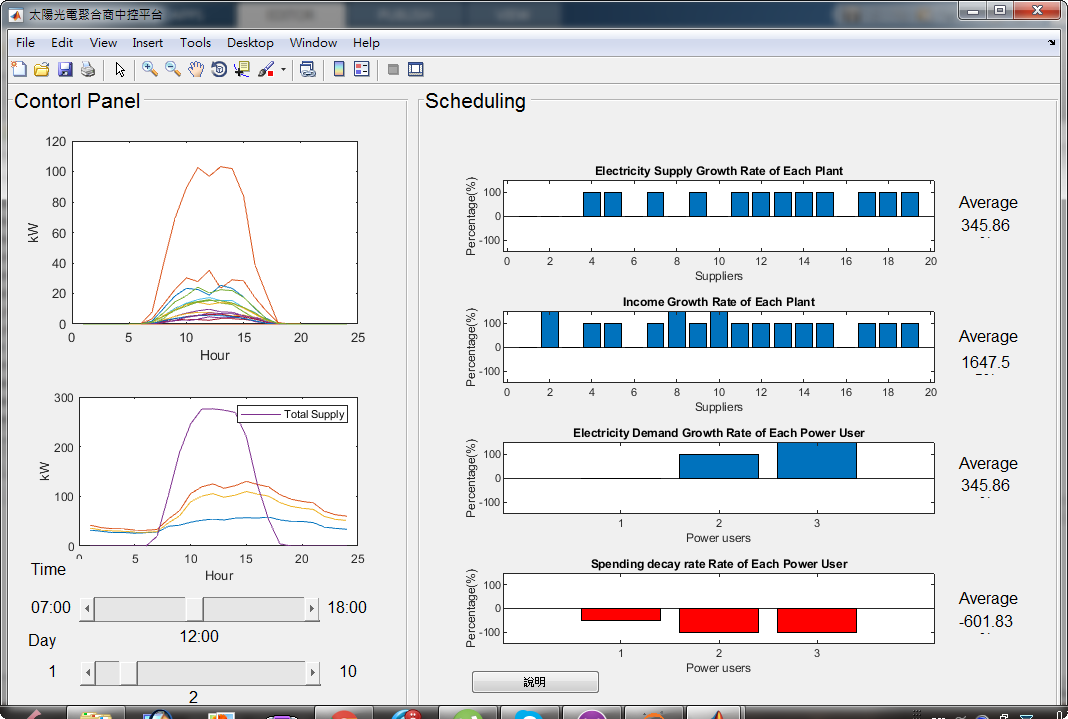 太陽光電聚合商中控平台
File Edit View Insert Tools Desktop Window Help
Contorl Panel
120
100
80
60
40
20
0
kW
0 5 10 15 20 25
Hour
300
200
100
0
kW
Total Supply
5 10 15 20 25
Hour
Time
07:00 18:00
12:00
Day
1 10
2
Scheduling
Electricity Supply Growth Rate of Each Plant
Percentage(%)
100
0
-100
0 2 4 6 8 10 12 14 16 18 20
Suppliers
Average
345.86
Income Growth Rate of Each Plant
Percentage(%)
100
0
-100
0 2 4 6 8 10 12 14 16 18 20
Suppliers
Average
1647.5
Electricity Demand Growth Rate of Each Power User
Percentage(%)
100
0
-100
1 2 3
Power users
Average
345.86
Spending decay rate Rate of Each Power User
Percentage(%)
100
0
-100
1 2 3
Power users
Average
-601.83
說明